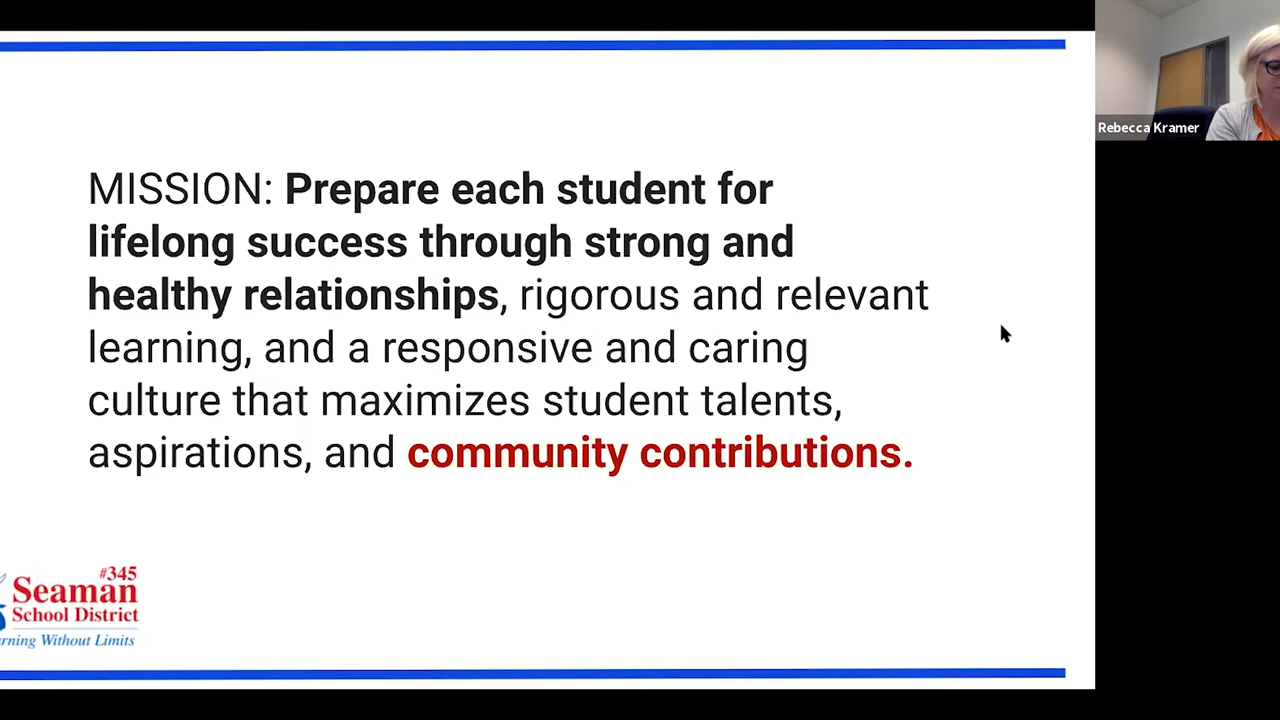 MISSION: Prepare each student for
lifelong success through strong and
healthy relationships, rigorous and relevant
learning, and a responsive and caring
culture that maximizes student talents,
aspirations, and community contributions.
#345
Seaman
School District
rning Without Limits
Rebecca Kramer